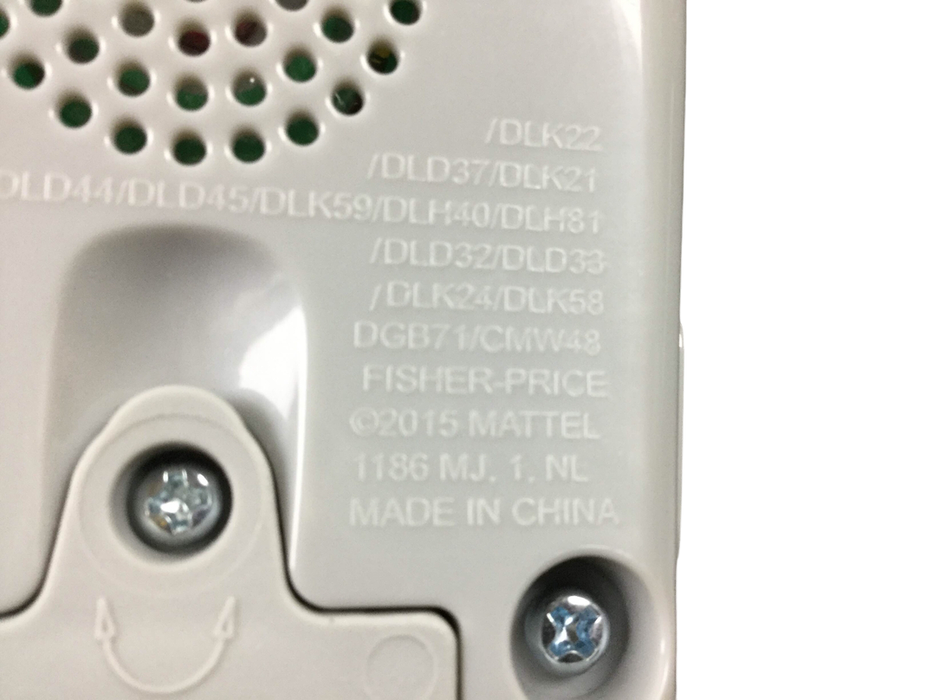 /DLK22
/DLD37/DLK21
DLD44/DLD45/DLK59/DLH40/DLH81
/DLD32/DLD33
/DLK24/DLK58
DGB71/CMW48
FISHER-PRICE
©2015 MATTEL
1186 MJ, 1, NL
MADE IN CHINA